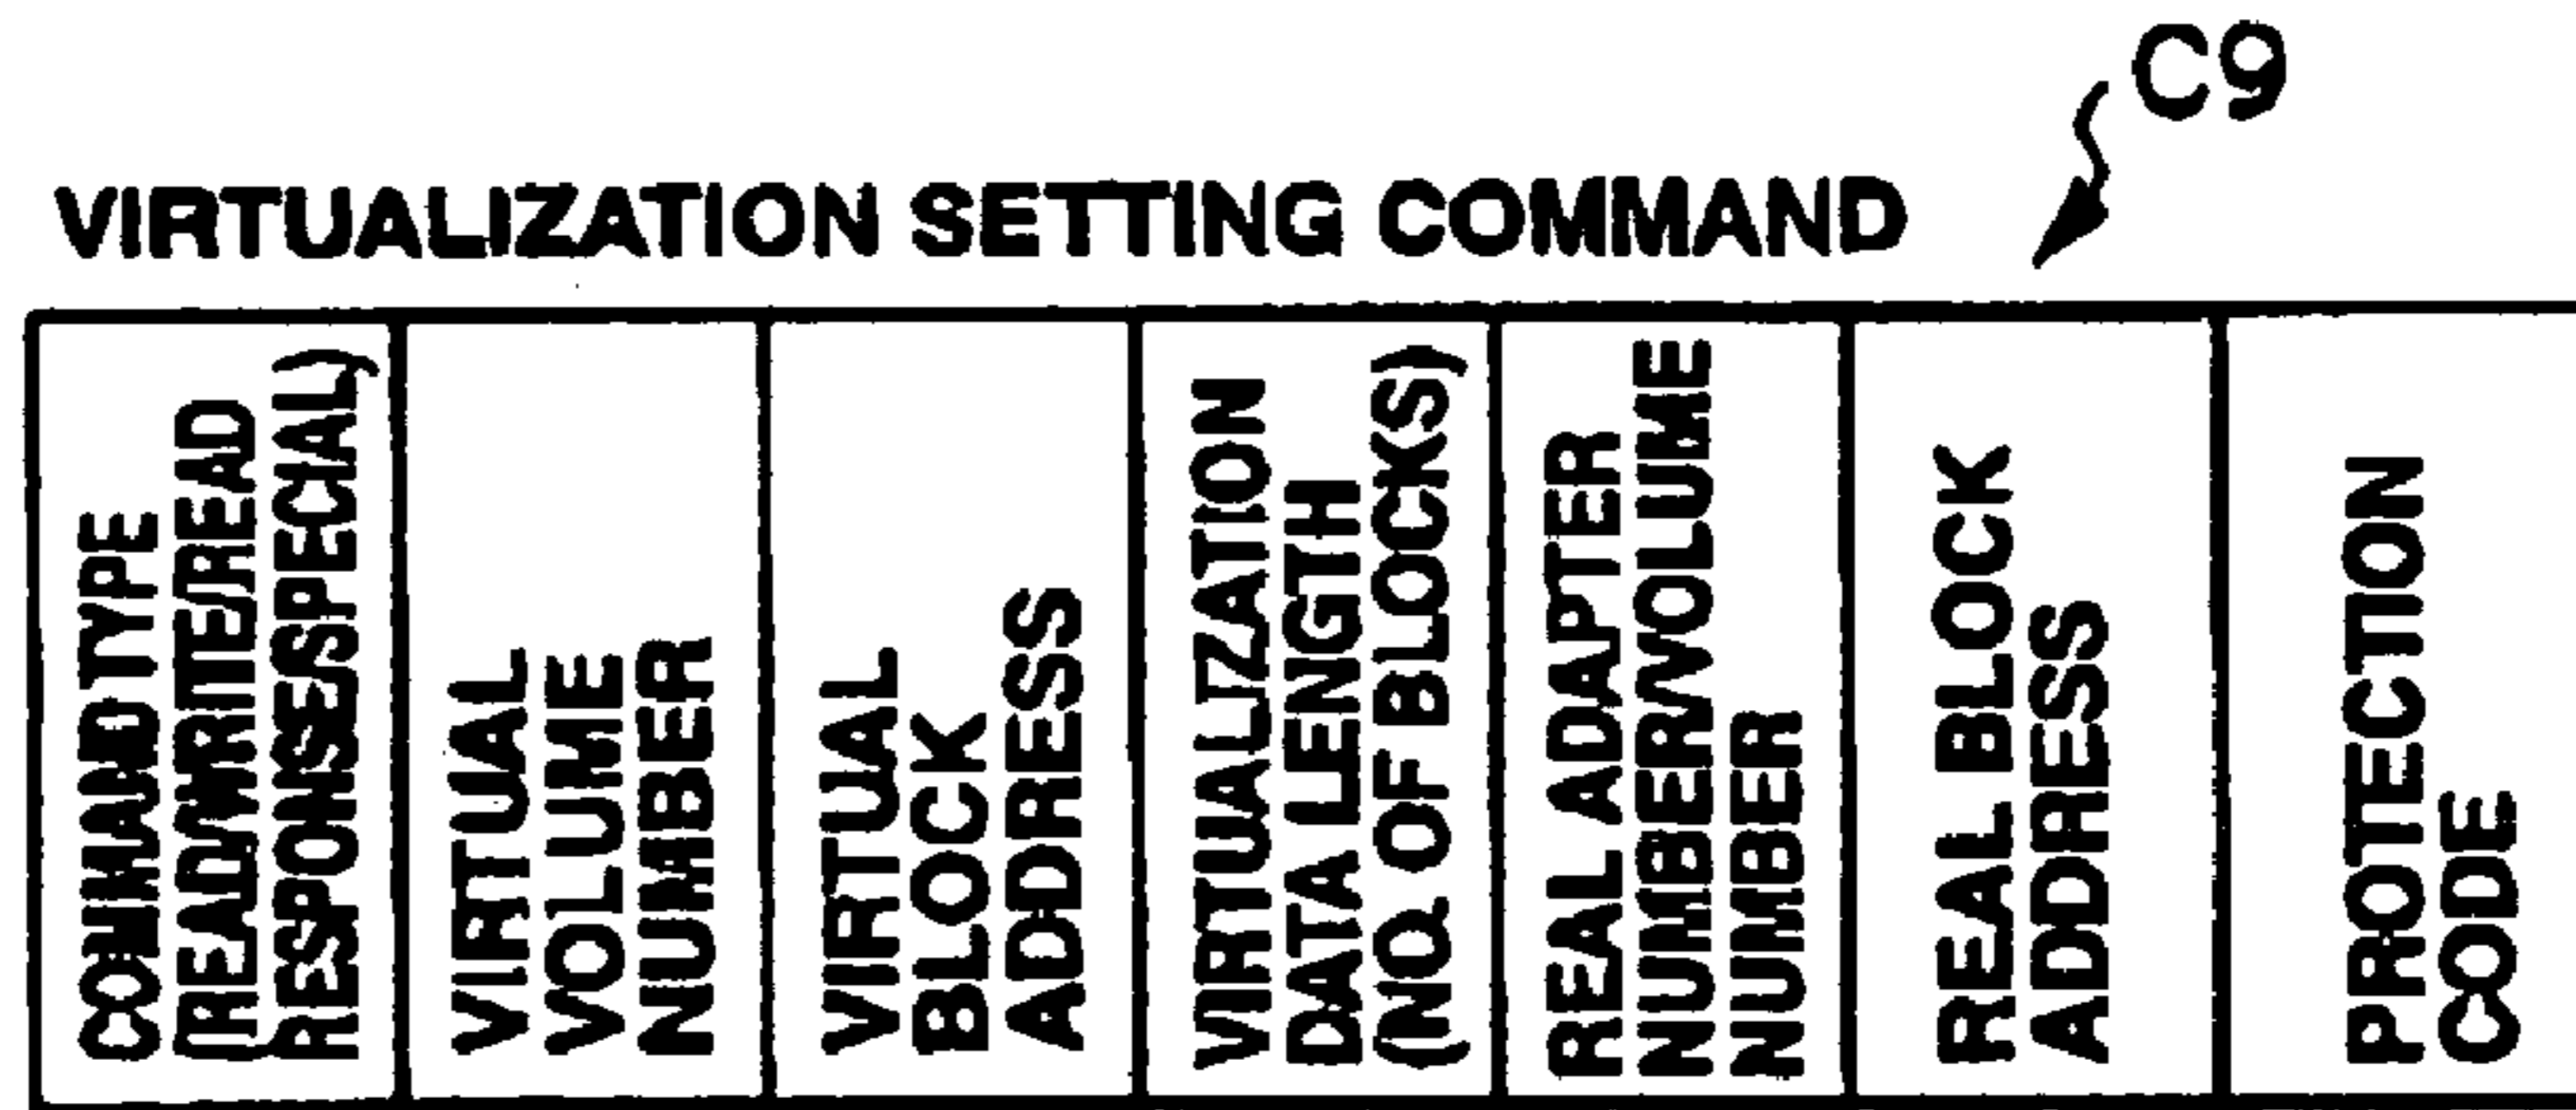 C9
VIRTUALIZATION SETTING COMMAND
COMMAND TYPE
(READ/WRITE/READ
RESPONSE/SPECIAL)
VIRTUAL
VOLUME
NUMBER
VIRTUAL
BLOCK
ADDRESS
VIRTUALIZATION
DATA LENGTH
(NO. OF BLOCKS)
REAL ADAPTER
NUMBER/VOLUME
NUMBER
REAL BLOCK
ADDRESS
PROTECTION
CODE